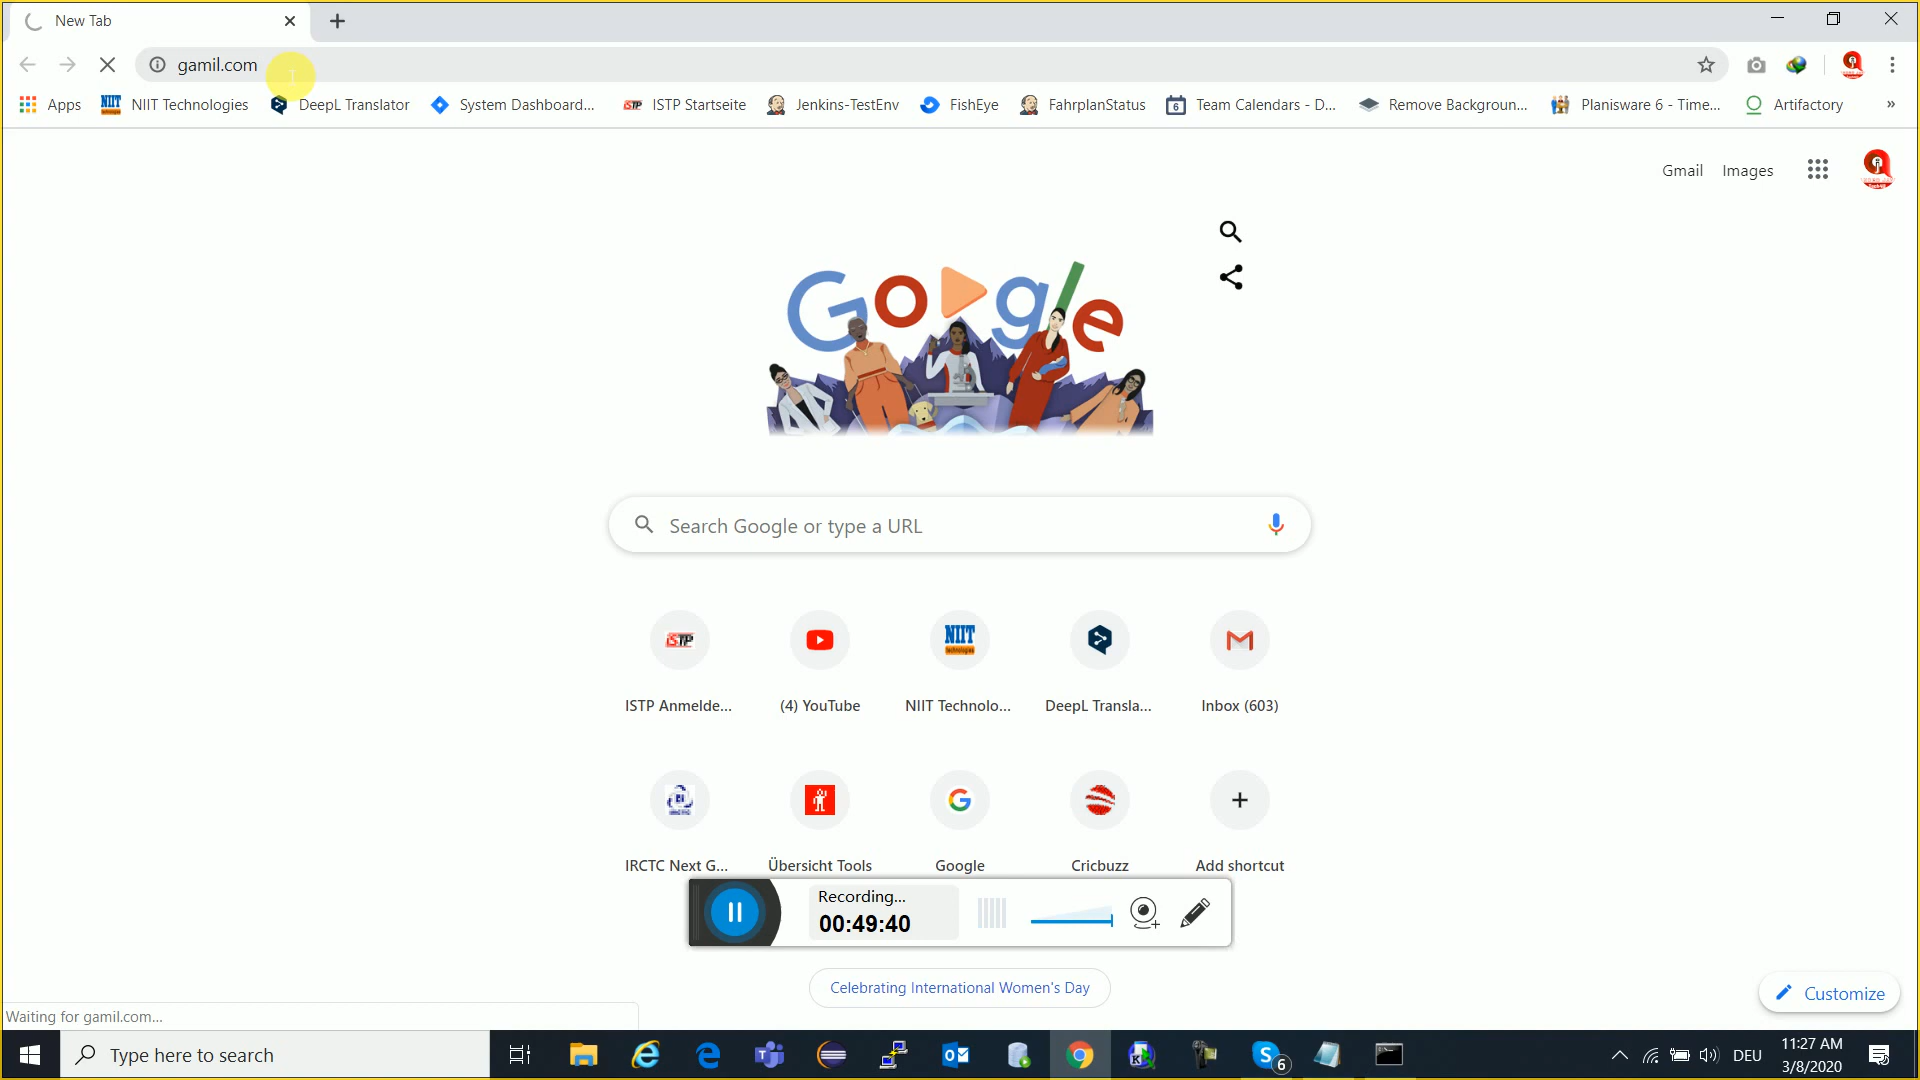 New Tab
gamil.com
Apps
NIIT Technologies
DeepL Translator
System Dashboard...
ISTP Startseite
Jenkins-TestEnv
FishEye
FahrplanStatus
Team Calendars - D...
Remove Backgroun...
Planisware 6 - Time...
Artifactory
»
Gmail Images
Google
Search Google or type a URL
ISTP Anmelde...
(4) YouTube
NIIT Technolo...
DeepL Transla...
Inbox (603)
IRCTC Next G...
Übersicht Tools
Google
Cricbuzz
Add shortcut
Recording...
00:49:40
Celebrating International Women's Day
Customize
Waiting for gamil.com...
Type here to search
6
DEU
11:27 AM
3/8/2020